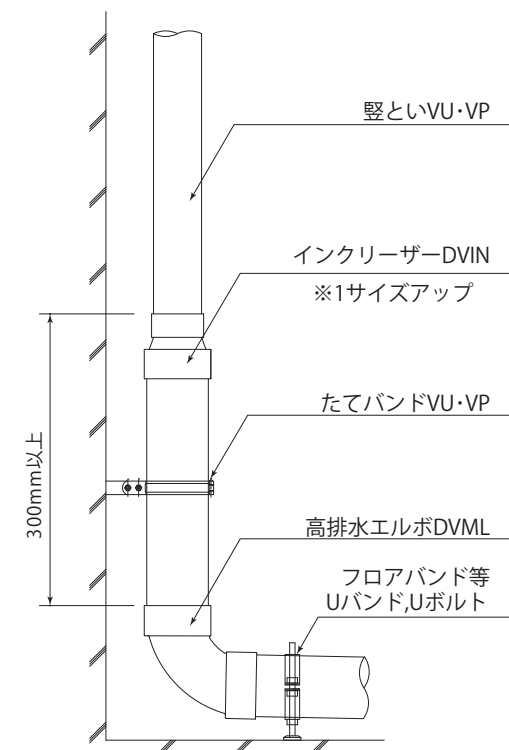 竪といVU･VP
インクリーザーDVIN
※1サイズアップ
たてバンドVU･VP
300mm以上
高排水エルボDVML
フロアバンド等
Uバンド,Uボルト